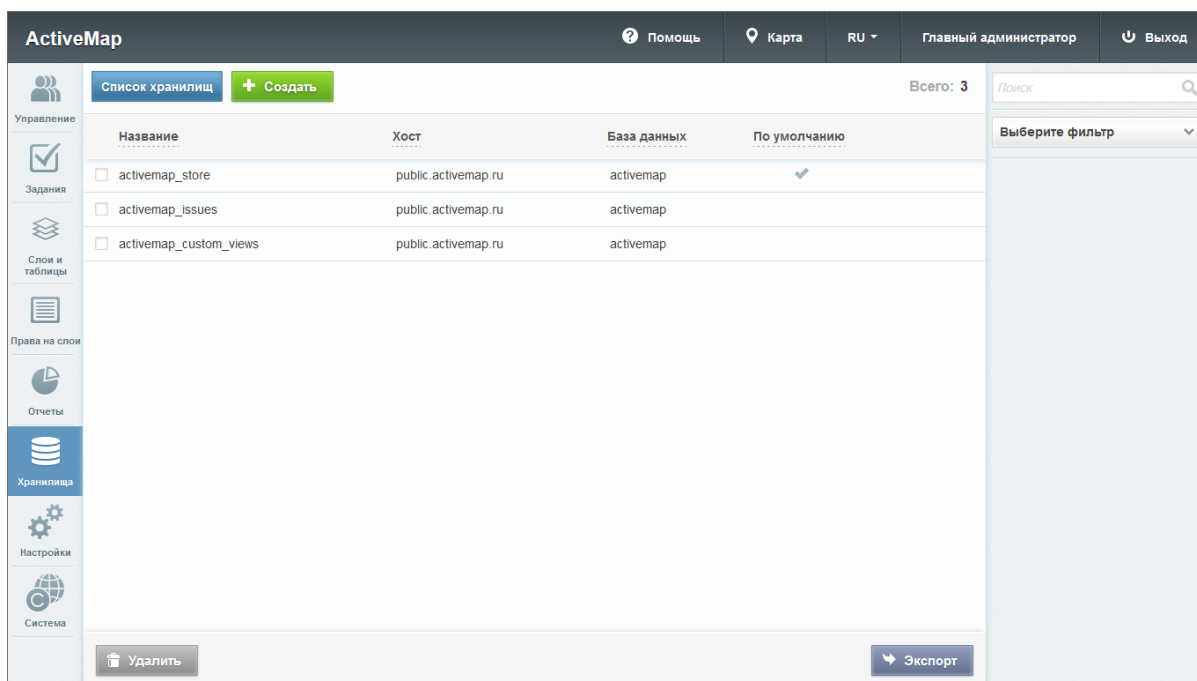 ActiveMap
Помощь
Карта
RU
Главный администратор
Выход
Управление
Задания
Слои и
таблицы
Права на слои
Отчеты
Хранилища
Настройки
Система
Список хранилищ
Создать
Всего: 3
Название Хост База данных По умолчанию
activemap_store public.activemap.ru activemap
activemap_issues public.activemap.ru activemap
activemap_custom_views public.activemap.ru activemap
Удалить
Экспорт
Поиск
Выберите фильтр